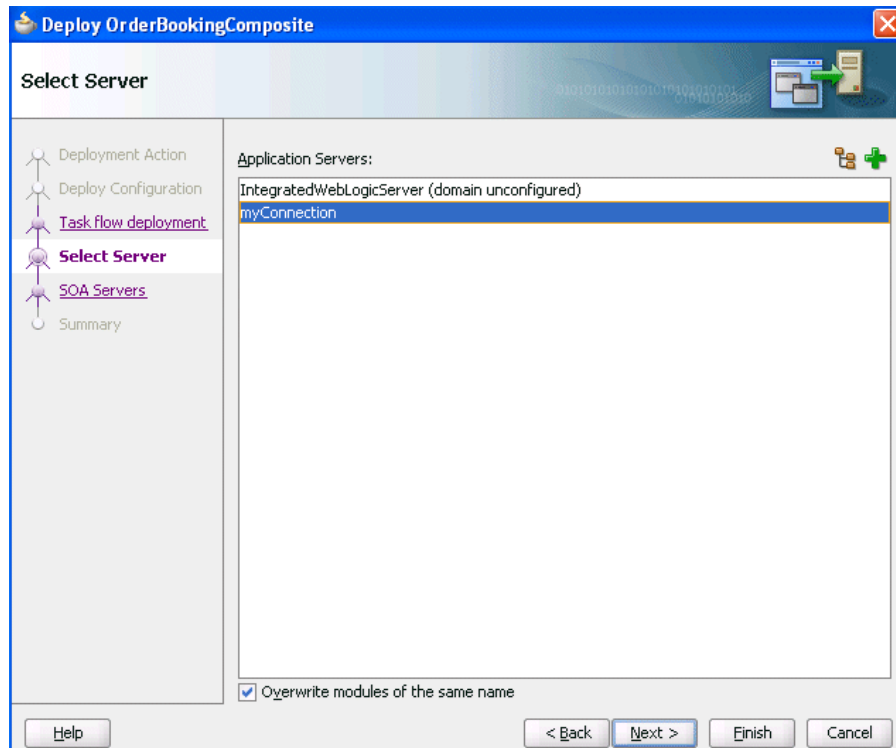 Deploy OrderBookingComposite
Select Server
Deployment Action
Deploy Configuration
Task flow deployment
Select Server
SOA Servers
Summary
Application Servers:
IntegratedWebLogicServer (domain unconfigured)
myConnection
Overwrite modules of the same name
Help
< Back
Next >
Finish
Cancel